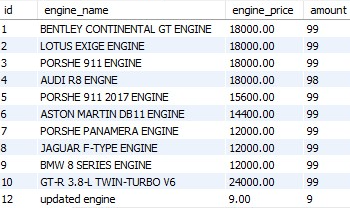 id engine_name engine_price amount
1 BENTLEY CONTINENTAL GT ENGINE 18000.00 99
2 LOTUS EXIGE ENGINE 18000.00 99
3 PORSHE 911 ENGINE 18000.00 99
4 AUDI R8 ENGNE 18000.00 98
5 PORSHE 911 2017 ENGINE 15600.00 99
6 ASTON MARTIN DB11 ENGINE 14400.00 99
7 PORSHE PANAMERA ENGINE 12000.00 99
8 JAGUAR F-TYPE ENGINE 12000.00 99
9 BMW 8 SERIES ENGINE 12000.00 99
10 GT-R 3.8-L TWIN-TURBO V6 24000.00 99
12 updated engine 9.00 9